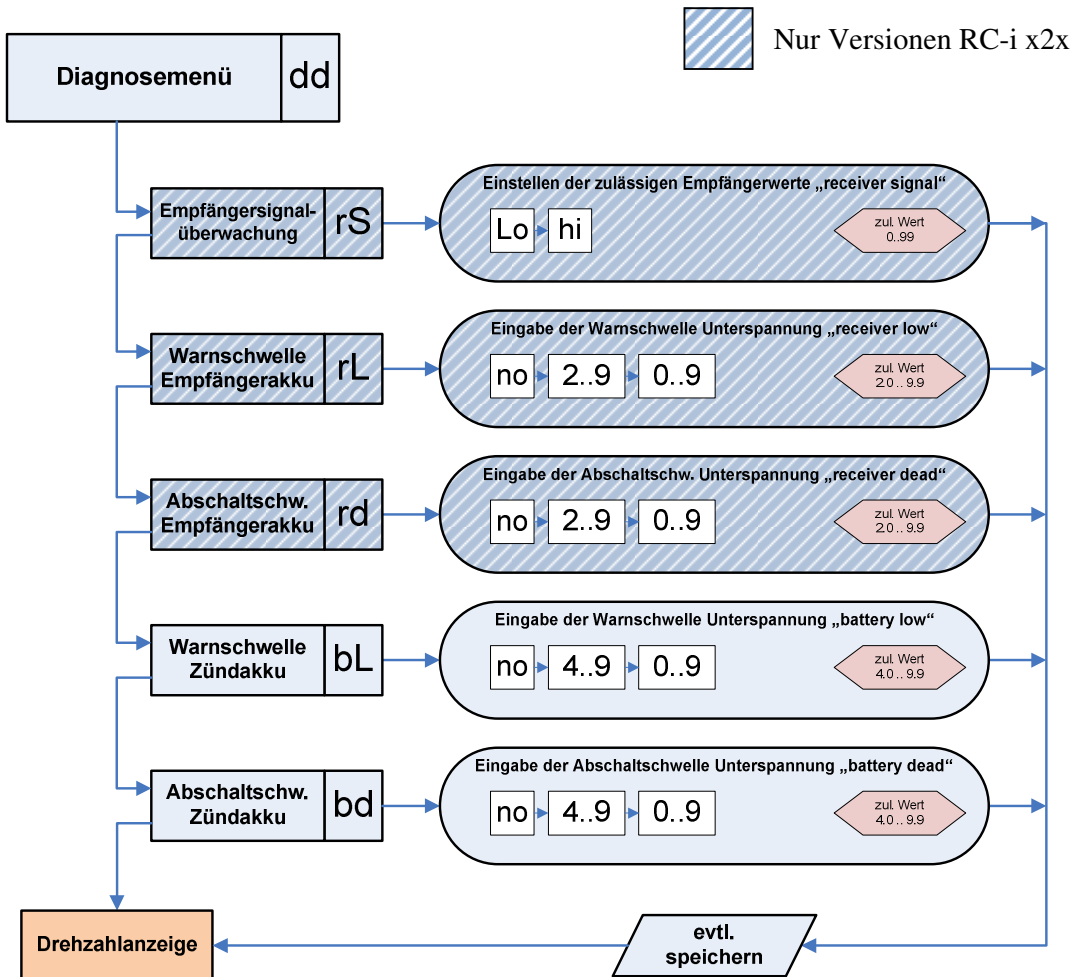 Nur Versionen RC-i x2x
Diagnosemenü
dd
Empfängersignal-
überwachung
rS
Einstellen der zulässigen Empfängerwerte „receiver signal“
Lo
hi
zul. Wert
0..99
Warnschwelle
Empfängerakku
rL
Eingabe der Warnschwelle Unterspannung „receiver low“
no
2..9
0..9
zul. Wert
2.0 .. 9.9
Abschaltschw.
Empfängerakku
rd
Eingabe der Abschaltschw. Unterspannung „receiver dead“
no
2..9
0..9
zul. Wert
2.0 .. 9.9
Warnschwelle
Zündakku
bL
Eingabe der Warnschwelle Unterspannung „battery low“
no
4..9
0..9
zul. Wert
4.0 .. 9.9
Abschaltschw.
Zündakku
bd
Eingabe der Abschaltschwelle Unterspannung „battery dead“
no
4..9
0..9
zul. Wert
4.0 .. 9.9
Drehzahlanzeige
evtl.
speichern